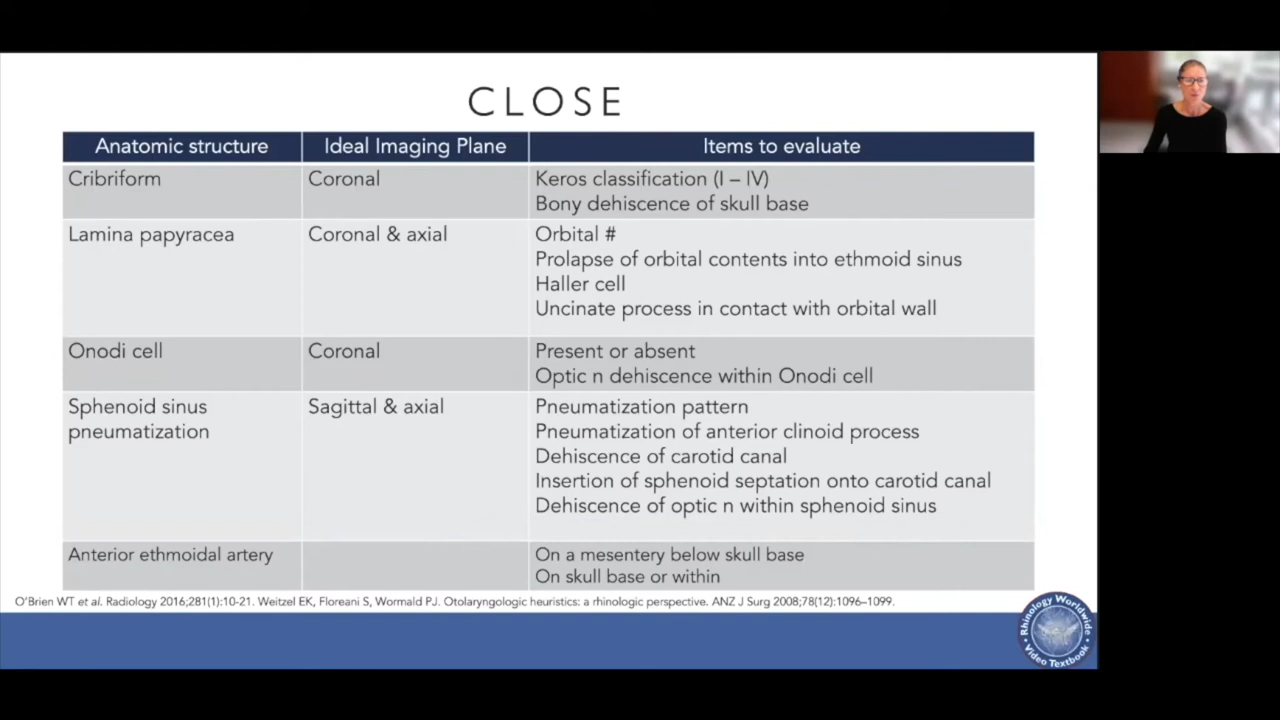 CLOSE
Anatomic structure Ideal Imaging Plane Items to evaluate
Cribriform Coronal Keros classification (I – IV)
Bony dehiscence of skull base
Lamina papyracea Coronal & axial Orbital #
Prolapse of orbital contents into ethmoid sinus
Haller cell
Uncinate process in contact with orbital wall
Onodi cell Coronal Present or absent
Optic n dehiscence within Onodi cell
Sphenoid sinus Sagittal & axial Pneumatization pattern
pneumatization Pneumatization of anterior clinoid process
Dehiscence of carotid canal
Insertion of sphenoid septation onto carotid canal
Dehiscence of optic n within sphenoid sinus
Anterior ethmoidal artery On a mesentery below skull base
On skull base or within
O'Brien WT et al. Radiology 2016;281(1):10-21. Weitzel EK, Floreani S, Wormald PJ. Otolaryngologic heuristics: a rhinologic perspective. ANZ J Surg 2008;78(12):1096–1099.
Rhinology Worldwide
Video Textbook